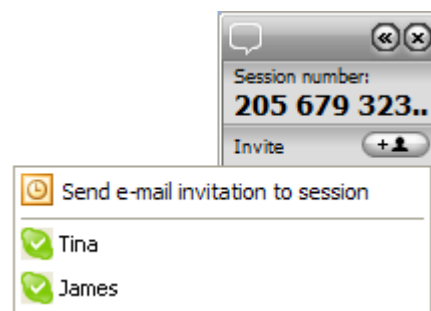 Session number:
205 679 323..
Invite
Send e-mail invitation to session
Tina
James